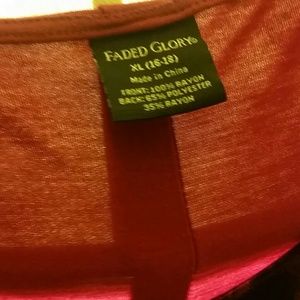 FADED GLORY®
XL (16-18)
MADE IN CHINA
FRONT: 100% RAYON
BACK: 65% POLYESTER
35% RAYON